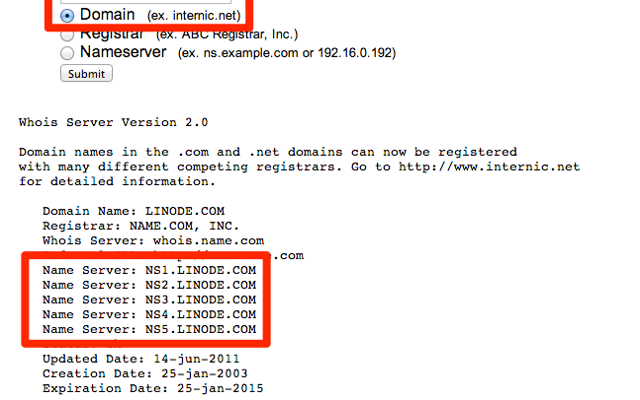 Domain (ex. internic.net)
Registrar (ex. ABC Registrar, Inc.)
Nameserver (ex. ns.example.com or 192.16.0.192)
Submit
Whois Server Version 2.0
Domain names in the .com and .net domains can now be registered
with many different competing registrars. Go to http://www.internic.net
for detailed information.
Domain Name: LINODE.COM
Registrar: NAME.COM, INC.
Whois Server: whois.name.com
.com
Name Server: NS1.LINODE.COM
Name Server: NS2.LINODE.COM
Name Server: NS3.LINODE.COM
Name Server: NS4.LINODE.COM
Name Server: NS5.LINODE.COM
Updated Date: 14-jun-2011
Creation Date: 25-jan-2003
Expiration Date: 25-jan-2015